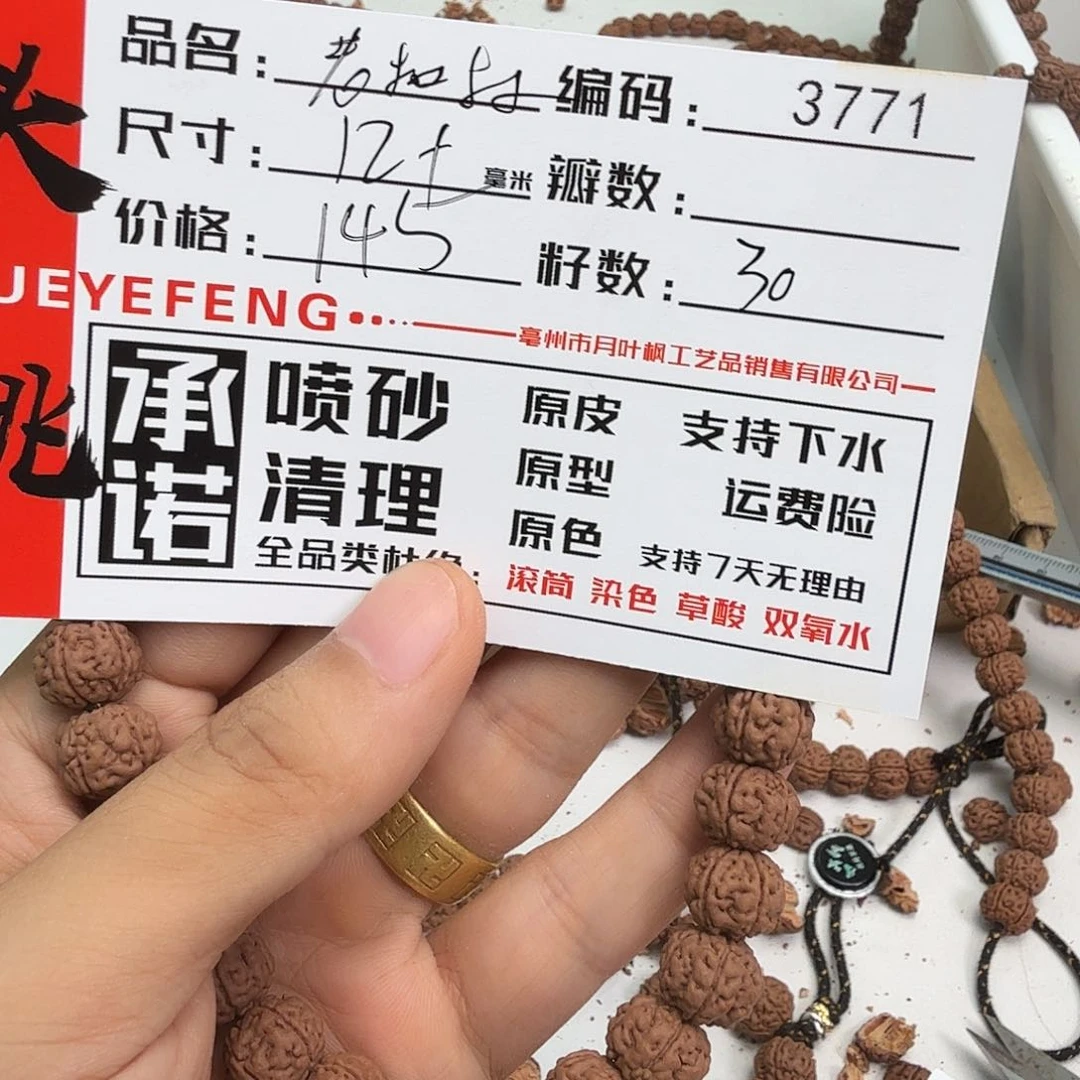 品名： 编码：3771
尺寸：12+毫米 瓣数：
价格：145 籽数：30
UEYEFENG
亳州市月叶枫工艺品销售有限公司
承诺
喷砂
清理
原皮
原型
原色
支持下水
运费险
支持7天无理由
全品类杜绝：滚筒 染色 草酸 双氧水